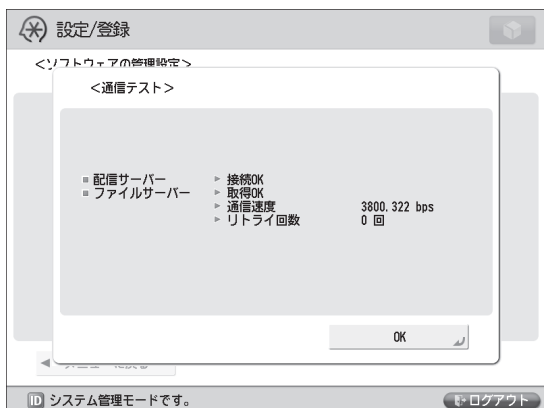 設定/登録
<ソフトウェアの管理設定>
<通信テスト>
配信サーバー ▶ 接続OK
ファイルサーバー ▶ 取得OK
▶ 通信速度 3800.322 bps
▶ リトライ回数 0 回
OK
ID システム管理モードです。
ログアウト